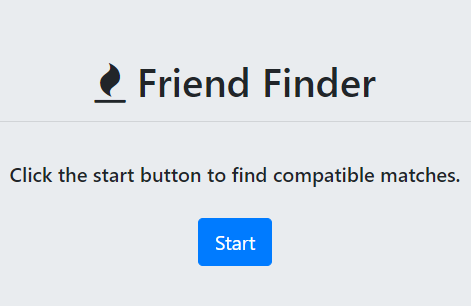 Friend Finder
Click the start button to find compatible matches.
Start